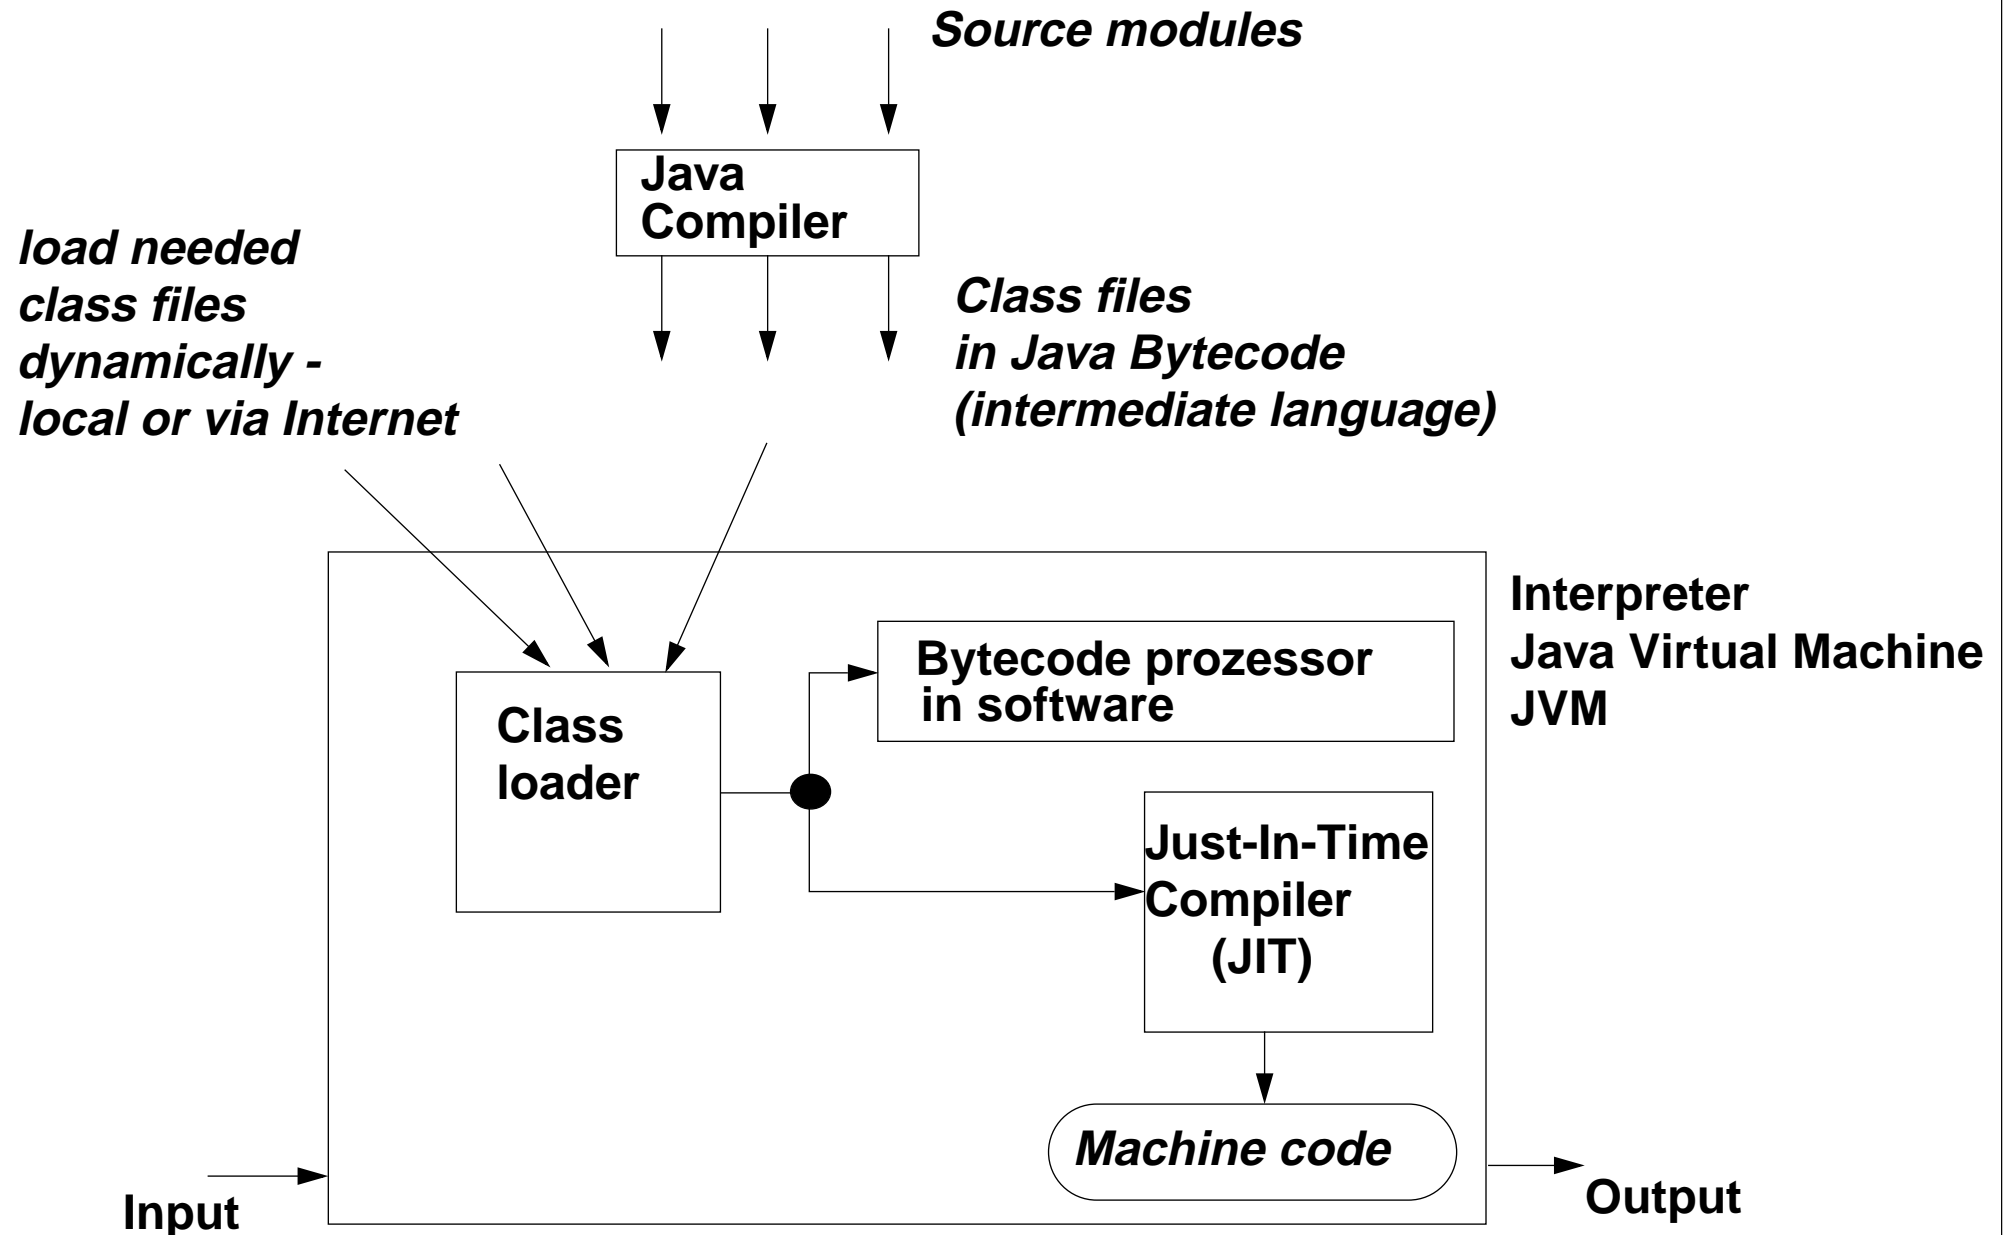 Source modules
Java
Compiler
load needed
class files
dynamically -
local or via Internet
Class files
in Java Bytecode
(intermediate language)
Interpreter
Java Virtual Machine
JVM
Bytecode prozessor
in software
Class
loader
Just-In-Time
Compiler
(JIT)
Machine code
Input
Output